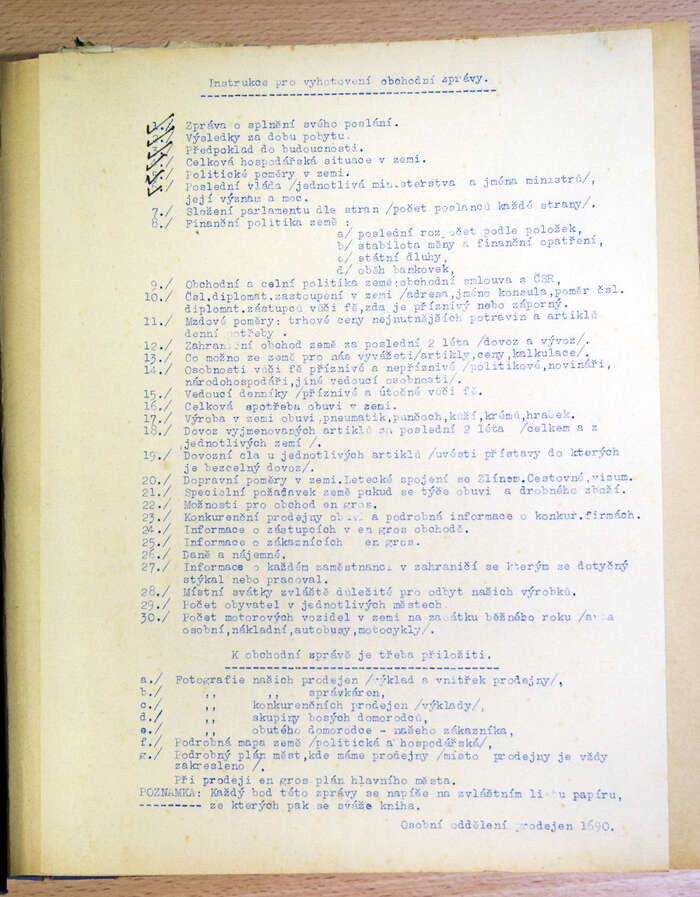 Instrukce pro vyhotovení obchodní zprávy.
1./ Zpráva o splnění svého poslání.
2./ Výsledky za dobu pobytu.
3./ Předpoklad do budoucnosti.
4./ Celková hospodářská situace v zemi.
5./ Politické poměry v zemi.
6./ Poslední vláda /jednotlivá ministerstva a jména ministrů/,
její význam a moc.
7./ Složení parlamentu dle stran /počet poslanců každé strany/.
8./ Finanční politika země :
a/ poslední rozpočet podle položek,
b/ stabilota měny a finanční opatření,
c/ státní dluhy,
d/ oběh bankovek,
9./ Obchodní a celní politika země:obchodní smlouva s ČSR,
10./ Čsl.diplomat.zastoupení v zemi /adresa,jméno konsula,poměr čsl.
diplomat.zástupců vůči fě,zda je příznivý nebo záporný.
11./ Mzdové poměry: trhové ceny nejnutnějších potravin a artiklů
denní potřeby .
12./ Zahraniční obchod země za poslední 2 léta /dovoz a vývoz/.
13./ Co možno ze země pro nás vyvážeti/artikly,ceny,kalkulace/.
14./ Osobnosti vůči fě příznivé a nepříznivé /politikové,novináři,
národohospodáři,jiné vedoucí osobnosti/.
15./ Vedoucí denníky /příznivé a útočné vůči fě.
16./ Celková spotřeba obuvi v zemi.
17./ Výroba v zemi obuvi,pneumatik,punčoch,kůží,krémů,hraček.
18./ Dovoz vyjmenovaných artiklů za poslední 2 léta /celkem a z
jednotlivých zemí /.
19./ Dovozní cla u jednotlivých artiklů /uvésti přístavy do kterých
je bezcelný dovoz/.
20./ Dopravní poměry v zemi.Letecké spojení se Zlínem.Cestovné,vizum.
21./ Specielní požadavek země pukud se týče obuvi a drobného zboží.
22./ Možnosti pro obchod en gros.
23./ Konkurenční prodejny obuvi a podrobná informace o konkur.firmách.
24./ Informace o zástupcích v en gros obchodě.
25./ Informace o zákaznících en gros.
26./ Daně a nájemné.
27./ Informace o každém zaměstnanci v zahraničí se kterým se dotyčný
stýkal nebo pracoval.
28./ Místní svátky zvláště důležité pro odbyt našich výrobků.
29./ Počet obyvatel v jednotlivých městech.
30./ Počet motorových vozidel v zemi na začátku běžného roku /auta
osobní,nákladní,autobusy,motocykly/.
K obchodní zprávě je třeba přiložiti.
a./ Fotografie našich prodejen /výklad a vnitřek prodejny/,
b./ ,, ,, správkáren,
c./ ,, konkurenčních prodejen /výklady/,
d./ ,, skupiny bosých domorodců,
e./ ,, obutého domorodce - našeho zákazníka,
f./ Podrobná mapa země /politická a hospodářská/,
g./ Podrobný plán měst,kde máme prodejny /místo prodejny je vždy
zakresleno /.
Při prodeji en gros plán hlavního města.
POZNAMKA: Každý bod této zprávy se napíše na zvláštním listu papíru,
ze kterých pak se sváže kniha.
Osobní oddělení prodejen 1690.